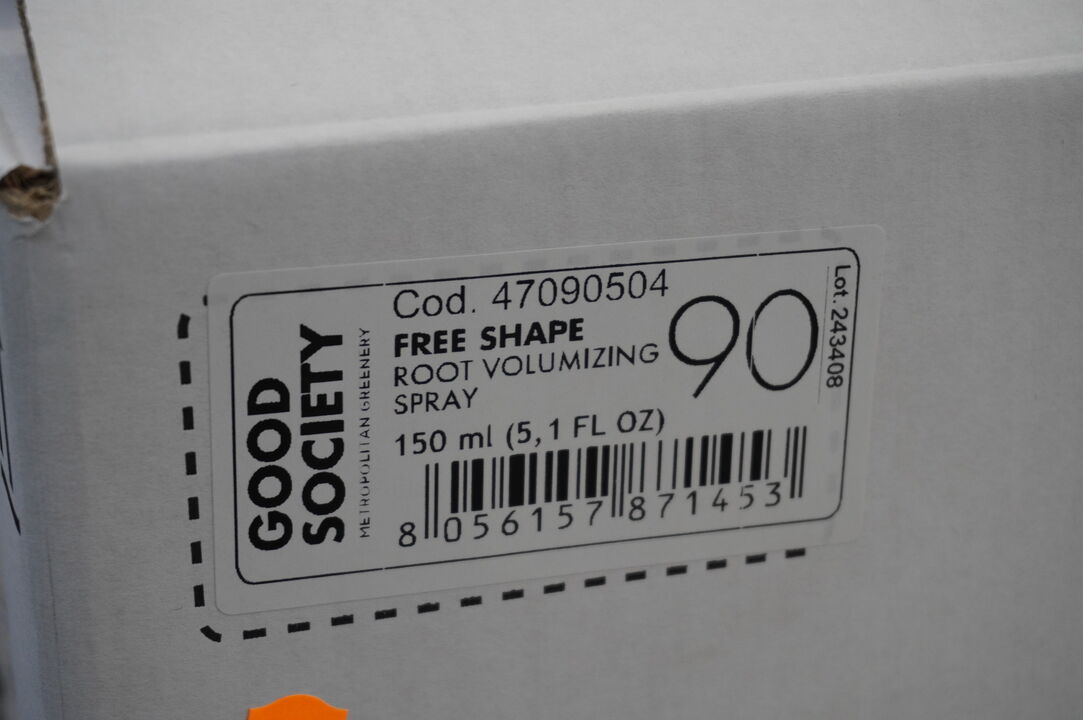 GOOD
SOCIETY
METROPOLITAN GREENERY
Cod. 47090504
FREE SHAPE
ROOT VOLUMIZING
SPRAY
150 ml (5,1 FL OZ)
90
Lot. 243408
8 056157 871453